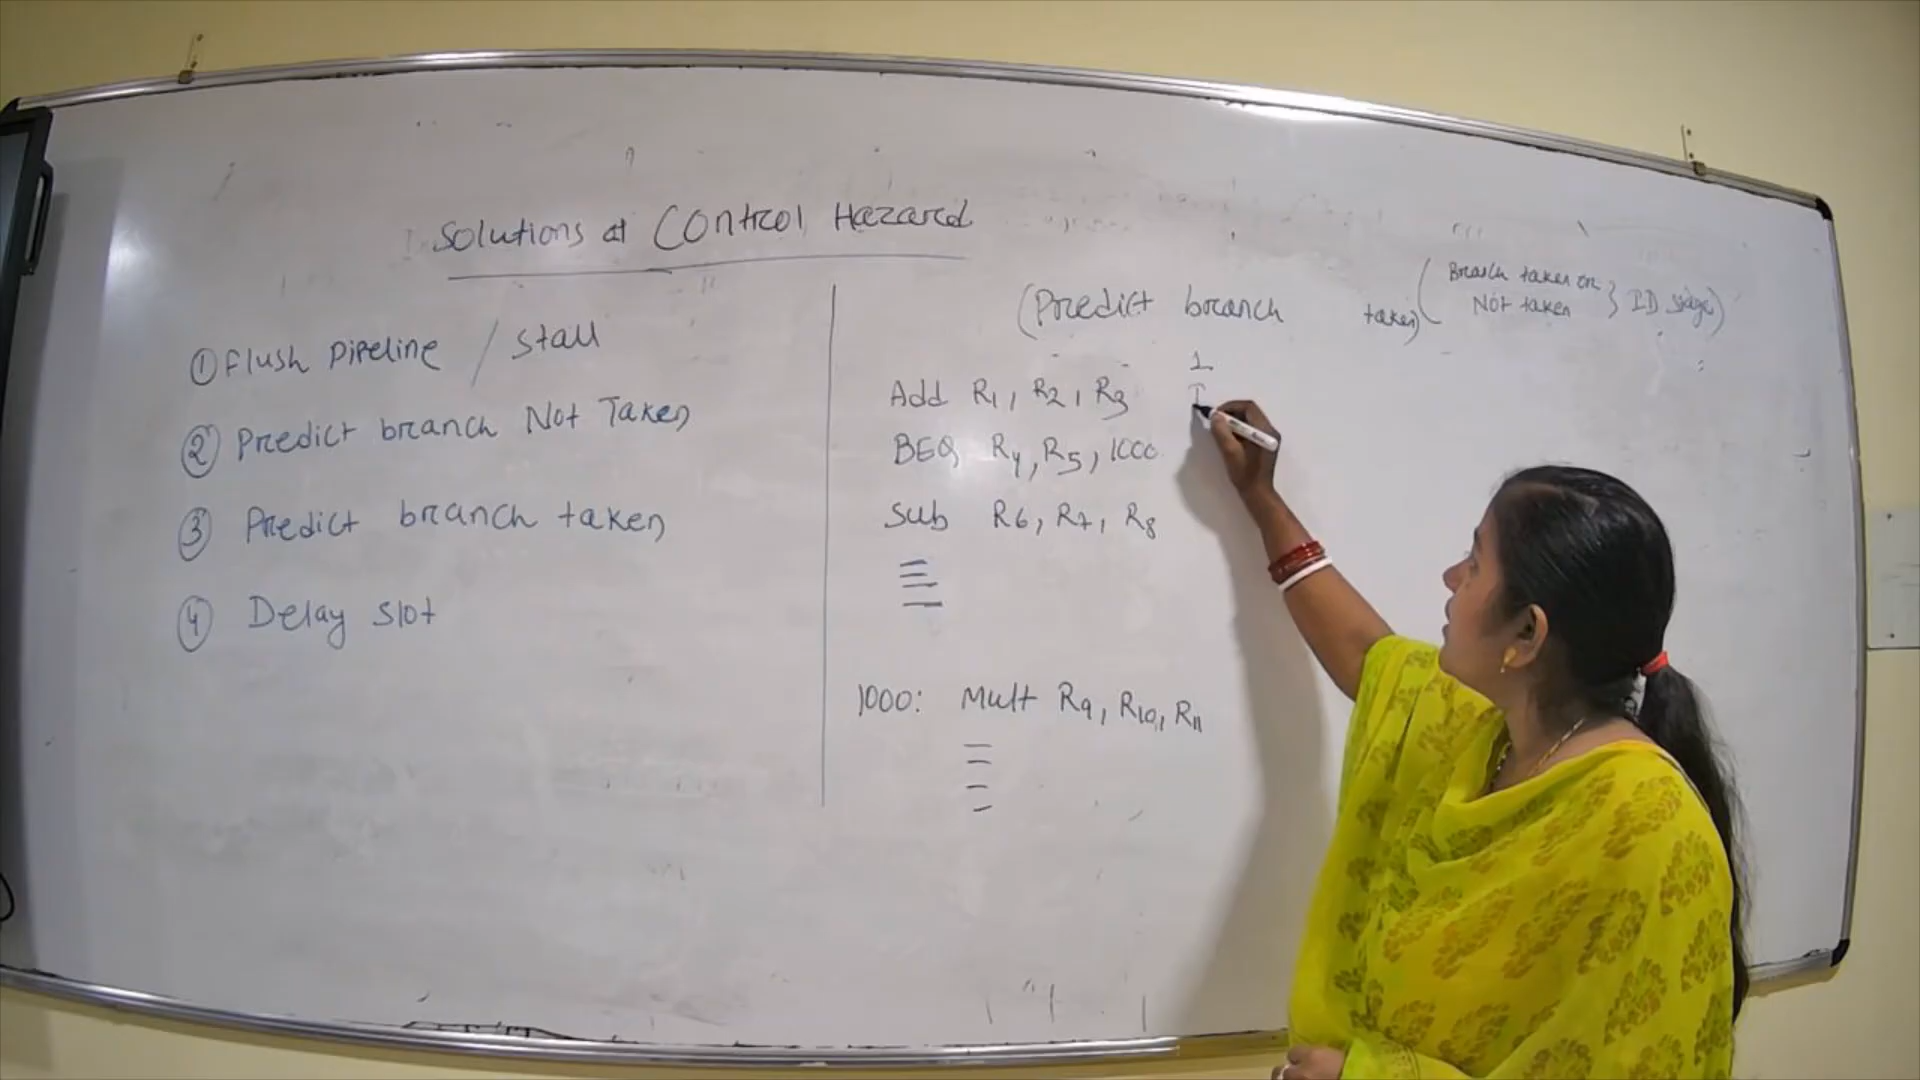 Solutions at Control Hazard
① Flush Pipeline / Stall
② Predict branch Not Taken
③ Predict branch taken
④ Delay Slot
(Predict branch taken) (Branch taken or Not taken } ID stage)
1
Add R1, R2, R3 I
BEQ R4, R5, 1000
Sub R6, R7, R8
1000: Mult R9, R10, R11